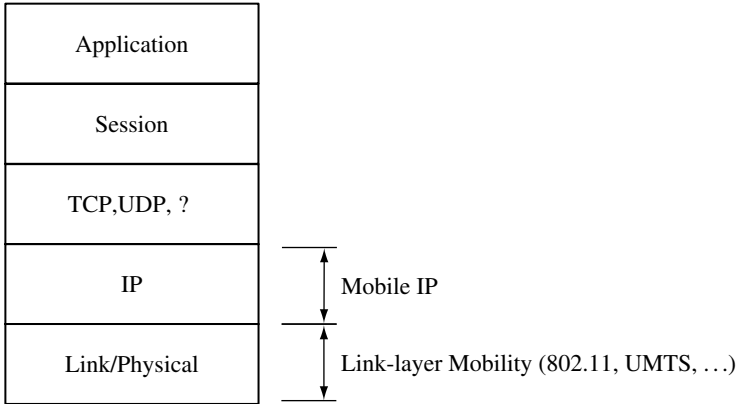 Application
Session
TCP,UDP, ?
IP
Mobile IP
Link/Physical
Link-layer Mobility (802.11, UMTS, …)